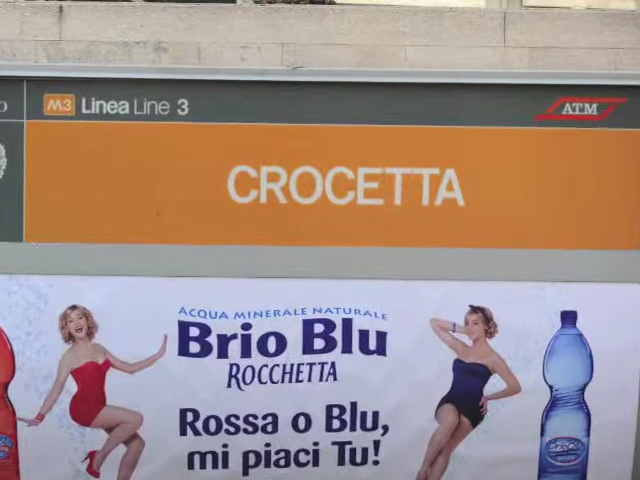 M3 Linea Line 3
ATM
CROCETTA
ACQUA MINERALE NATURALE
Brio Blu
ROCCHETTA
Rossa o Blu,
mi piaci Tu!